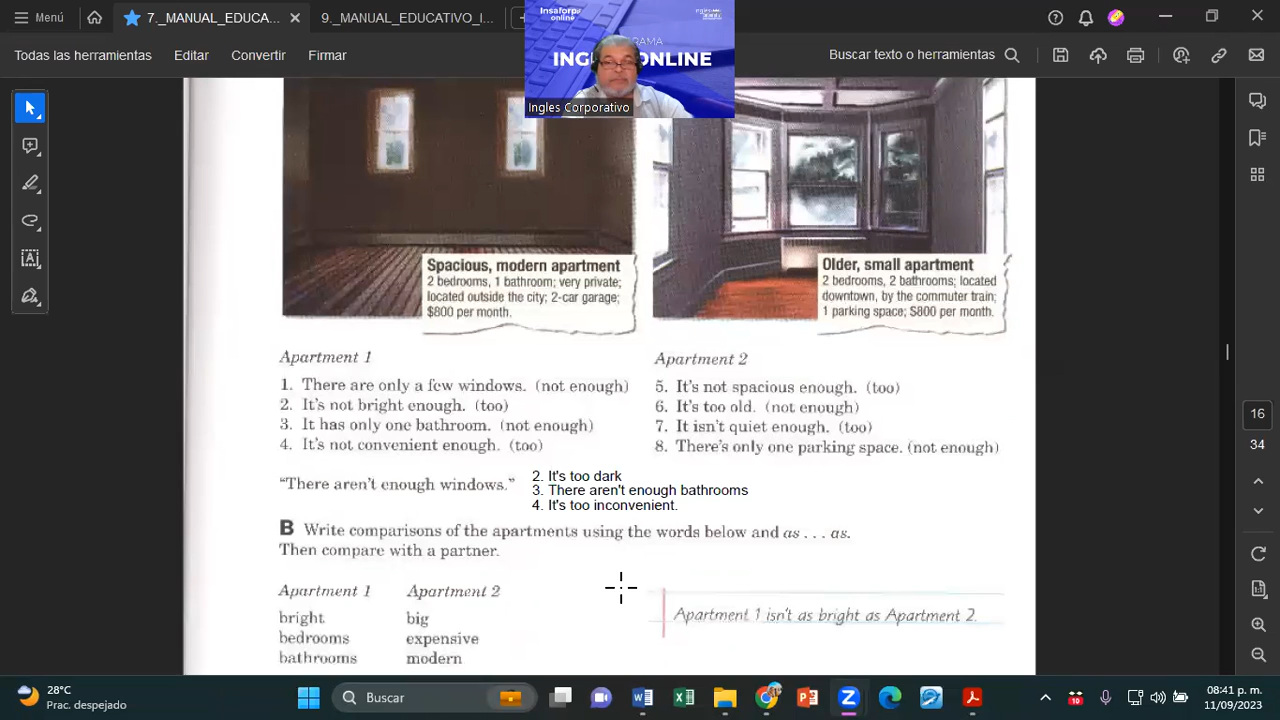 Menú
7._MANUAL_EDUCA...
9._MANUAL_EDUCATIVO_I...
Insaforp
online
INGLES ONLINE
Ingles Corporativo
Todas las herramientas
Editar
Convertir
Firmar
Buscar texto o herramientas
Spacious, modern apartment
2 bedrooms, 1 bathroom; very private;
located outside the city; 2-car garage;
$800 per month.
Older, small apartment
2 bedrooms, 2 bathrooms; located
downtown, by the commuter train;
1 parking space; $800 per month.
Apartment 1
1. There are only a few windows. (not enough)
2. It's not bright enough. (too)
3. It has only one bathroom. (not enough)
4. It's not convenient enough. (too)
Apartment 2
5. It's not spacious enough. (too)
6. It's too old. (not enough)
7. It isn't quiet enough. (too)
8. There's only one parking space. (not enough)
"There aren't enough windows."
2. It's too dark
3. There aren't enough bathrooms
4. It's too inconvenient.
B Write comparisons of the apartments using the words below and as . . . as.
Then compare with a partner.
Apartment 1 Apartment 2
bright big
bedrooms expensive
bathrooms modern
Apartment 1 isn't as bright as Apartment 2.
16
34
28°C
Parc. despejado
Buscar
08:41 p. m.
11/09/2023